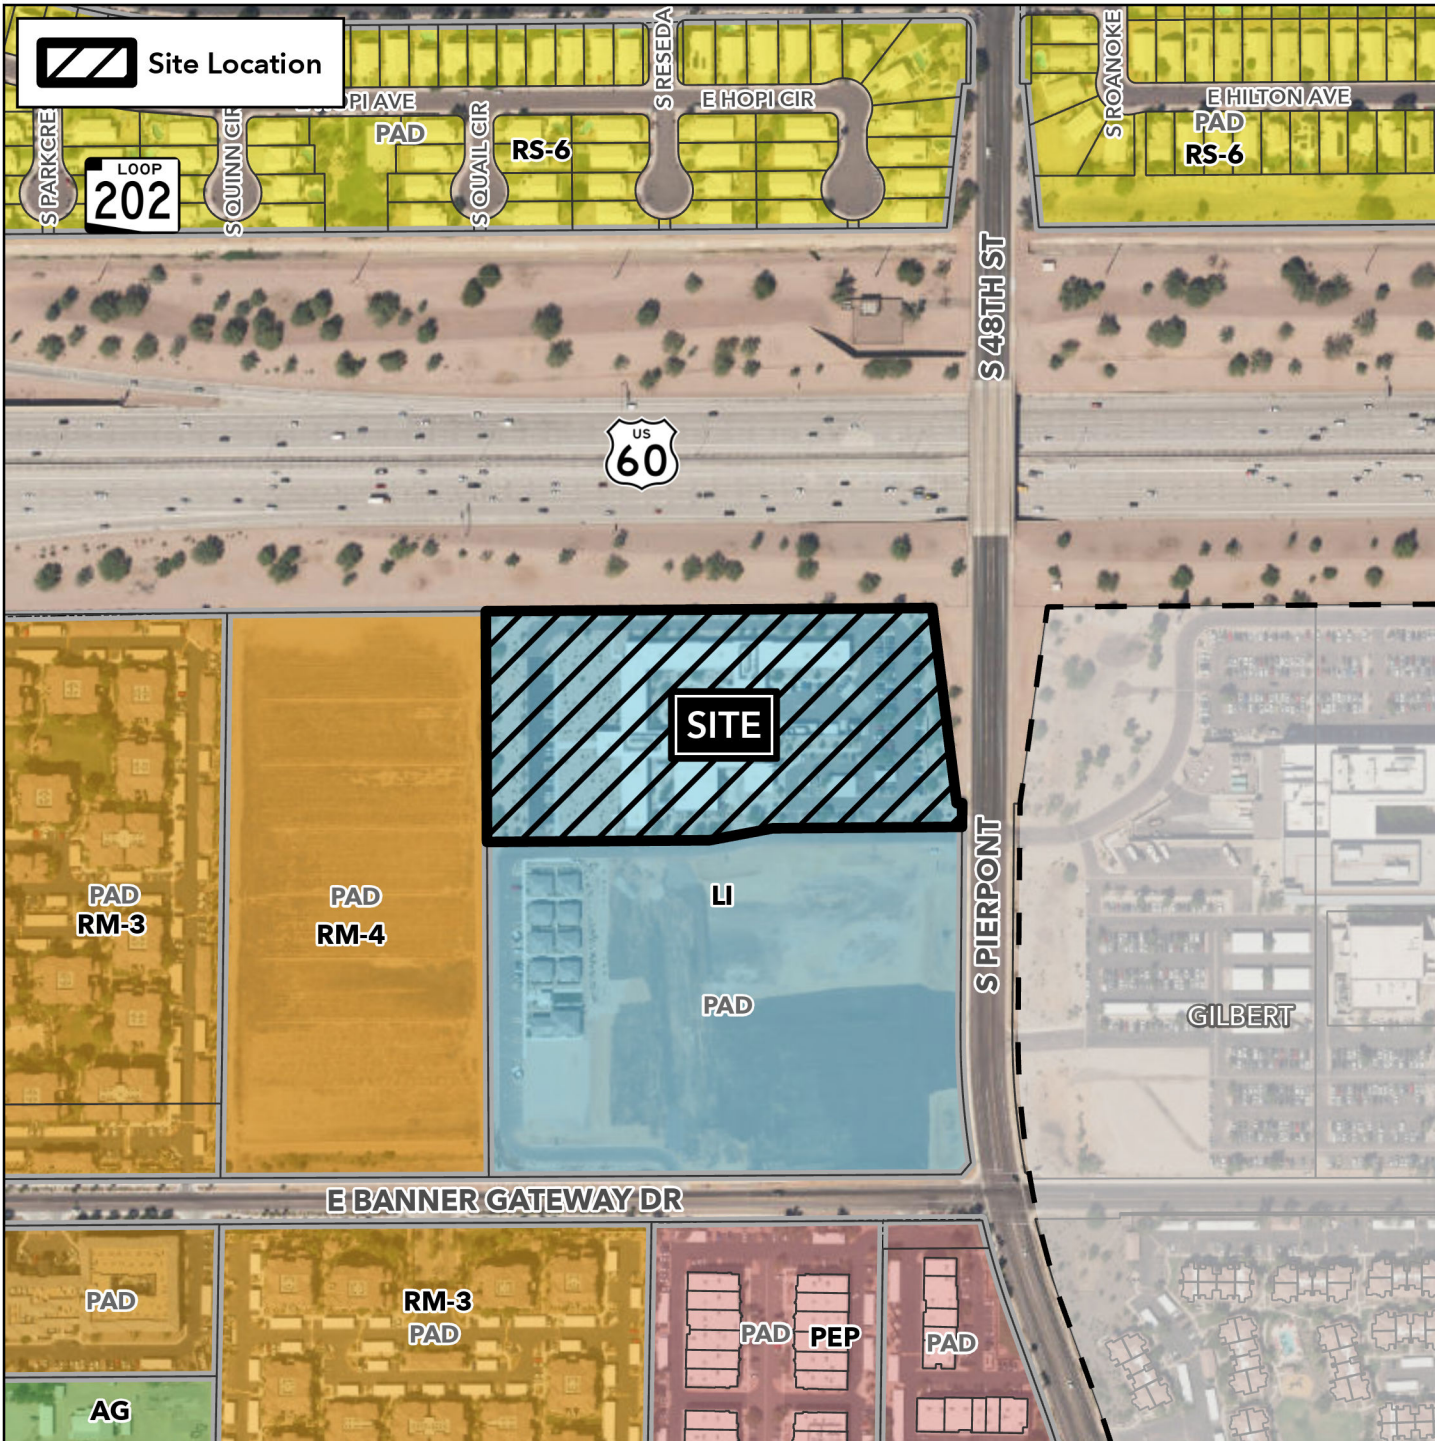 Site Location
S RESEDA
S ROANOKE
E HOPI AVE
E HOPI CIR
E HILTON AVE
S PARKCRE
S QUINN CIR
PAD
S QUAIL CIR
RS-6
PAD
RS-6
LOOP
202
S 48TH ST
US
60
SITE
PAD
RM-3
PAD
RM-4
LI
PAD
S PIERPONT
GILBERT
E BANNER GATEWAY DR
PAD
RM-3
PAD
PAD
PEP
PAD
AG